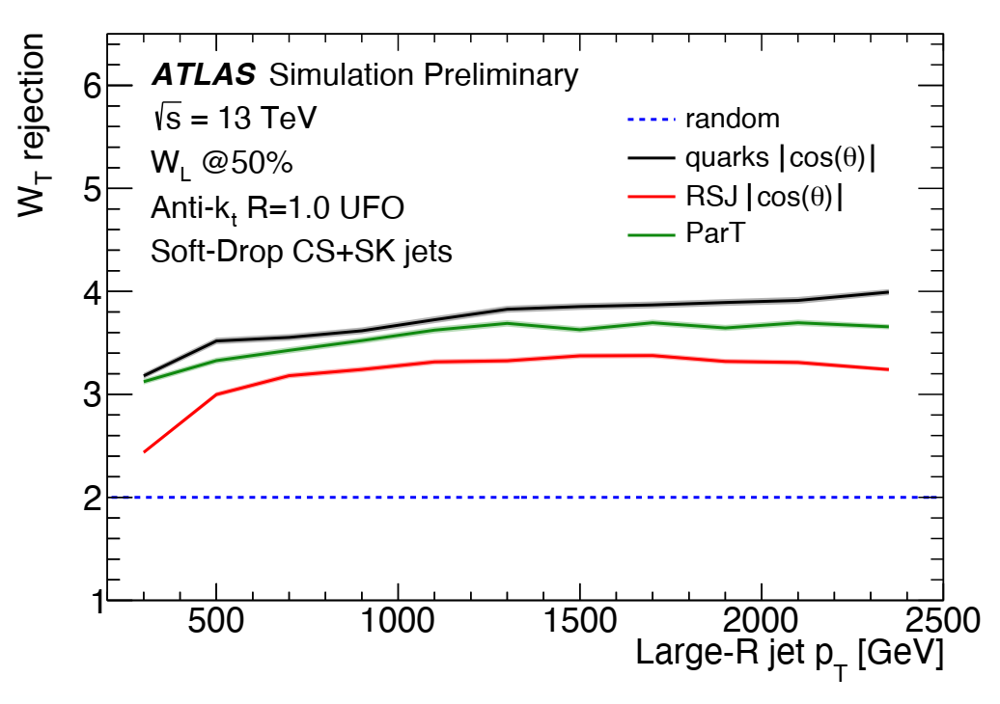 W_T rejection
ATLAS Simulation Preliminary
√s = 13 TeV
W_L @50%
Anti-k_t R=1.0 UFO
Soft-Drop CS+SK jets
random
quarks |cos(θ)|
RSJ |cos(θ)|
ParT
6
5
4
3
2
1
500 1000 1500 2000 2500
Large-R jet p_T [GeV]